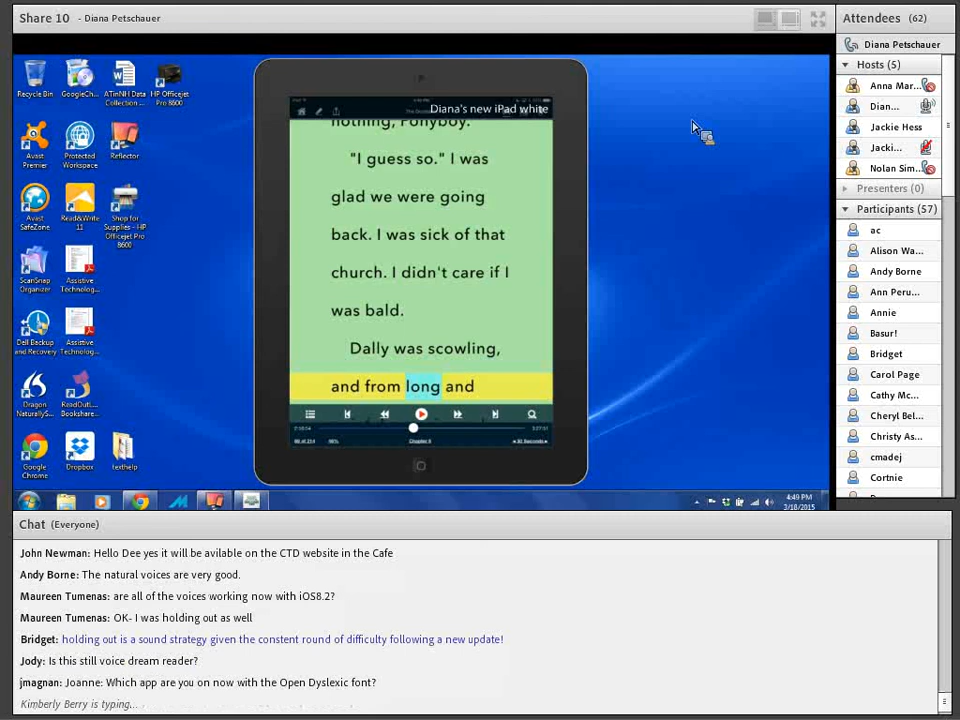 Share 10 - Diana Petschauer
Recycle Bin
GoogleCh...
ATinNH Data Collection ...
HP Officejet Pro 8600
Avast Premier
Protected Workspace
Reflector
Avast SafeZone
Read&Write 11
Shop for Supplies - HP Officejet Pro 8600
ScanSnap Organizer
Assistive Technolog...
Dell Backup and Recovery
Assistive Technolog...
Dragon NaturallyS...
ReadOutL... Bookshare...
Google Chrome
Dropbox
texthelp
Diana's new iPad white
nothing, Ponyboy.
"I guess so." I was
glad we were going
back. I was sick of that
church. I didn't care if I
was bald.
Dally was scowling,
and from long and
Chapter 6
4:49 PM
3/18/2015
Attendees (62)
Diana Petschauer
Hosts (5)
Anna Mar...
Dian...
Jackie Hess
Jacki...
Nolan Sim...
Presenters (0)
Participants (57)
ac
Alison Wa...
Andy Borne
Ann Peru...
Annie
Basur!
Bridget
Carol Page
Cathy Mc...
Cheryl Bel...
Christy As...
cmadej
Cortnie
Chat (Everyone)
John Newman: Hello Dee yes it will be avilable on the CTD website in the Cafe
Andy Borne: The natural voices are very good.
Maureen Tumenas: are all of the voices working now with iOS8.2?
Maureen Tumenas: OK- I was holding out as well
Bridget: holding out is a sound strategy given the constent round of difficulty following a new update!
Jody: Is this still voice dream reader?
jmagnan: Joanne: Which app are you on now with the Open Dyslexic font?
Kimberly Berry is typing...